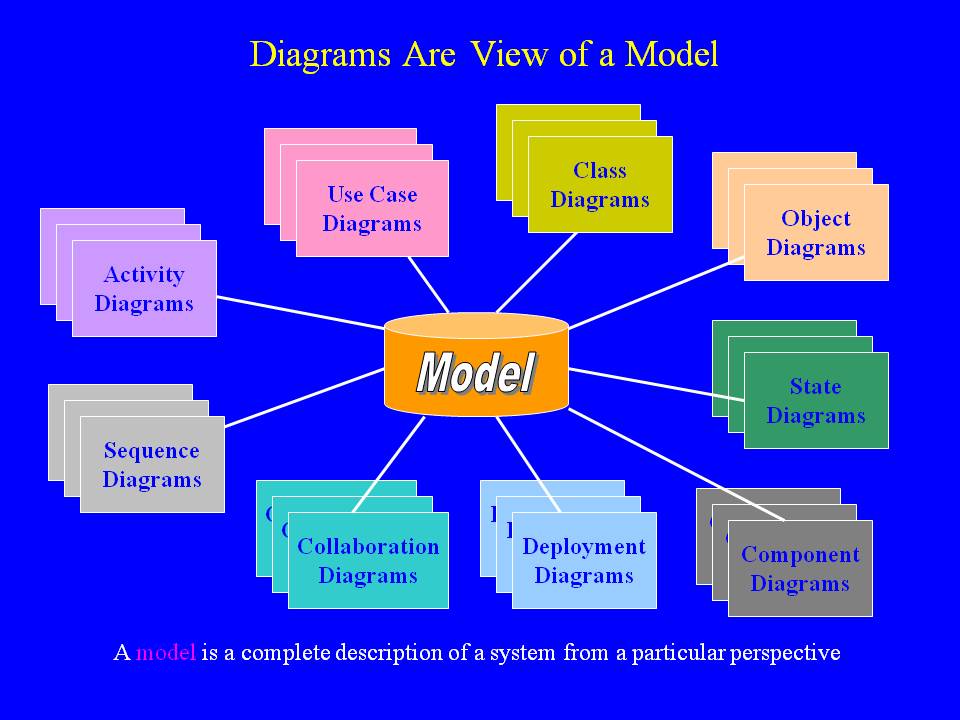 Diagrams Are View of a Model
Class
Diagrams
Use Case
Diagrams
Object
Diagrams
Activity
Diagrams
Model
State
Diagrams
Sequence
Diagrams
Collaboration
Diagrams
Deployment
Diagrams
Component
Diagrams
A model is a complete description of a system from a particular perspective